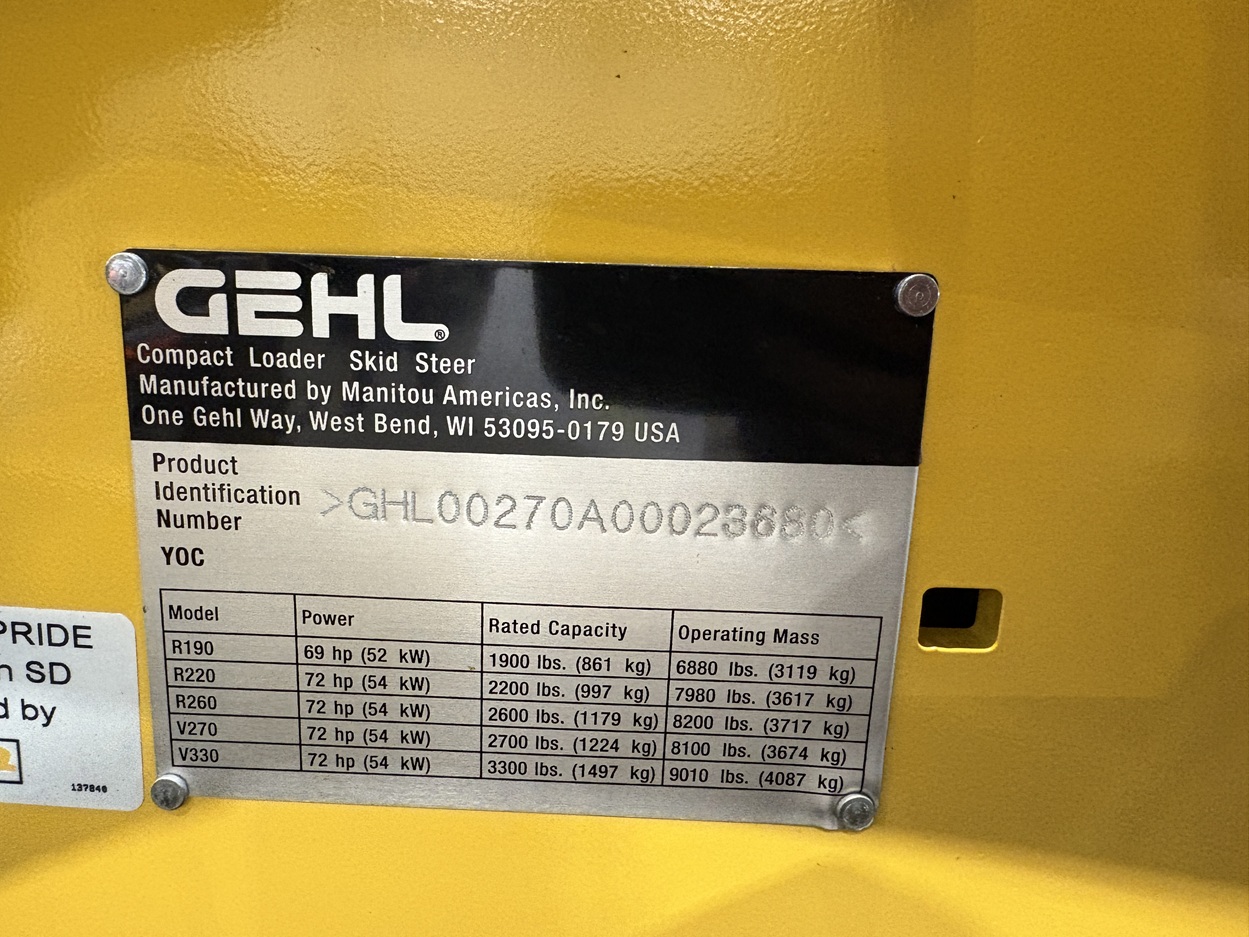 GEHL®
Compact Loader Skid Steer
Manufactured by Manitou Americas, Inc.
One Gehl Way, West Bend, WI 53095-0179 USA
Product
Identification
Number
>GHL00270A00023680<
YOC
Model Power Rated Capacity Operating Mass
R190 69 hp (52 kW) 1900 lbs. (861 kg) 6880 lbs. (3119 kg)
R220 72 hp (54 kW) 2200 lbs. (997 kg) 7980 lbs. (3617 kg)
R260 72 hp (54 kW) 2600 lbs. (1179 kg) 8200 lbs. (3717 kg)
V270 72 hp (54 kW) 2700 lbs. (1224 kg) 8100 lbs. (3674 kg)
V330 72 hp (54 kW) 3300 lbs. (1497 kg) 9010 lbs. (4087 kg)
PRIDE
n SD
d by
137840